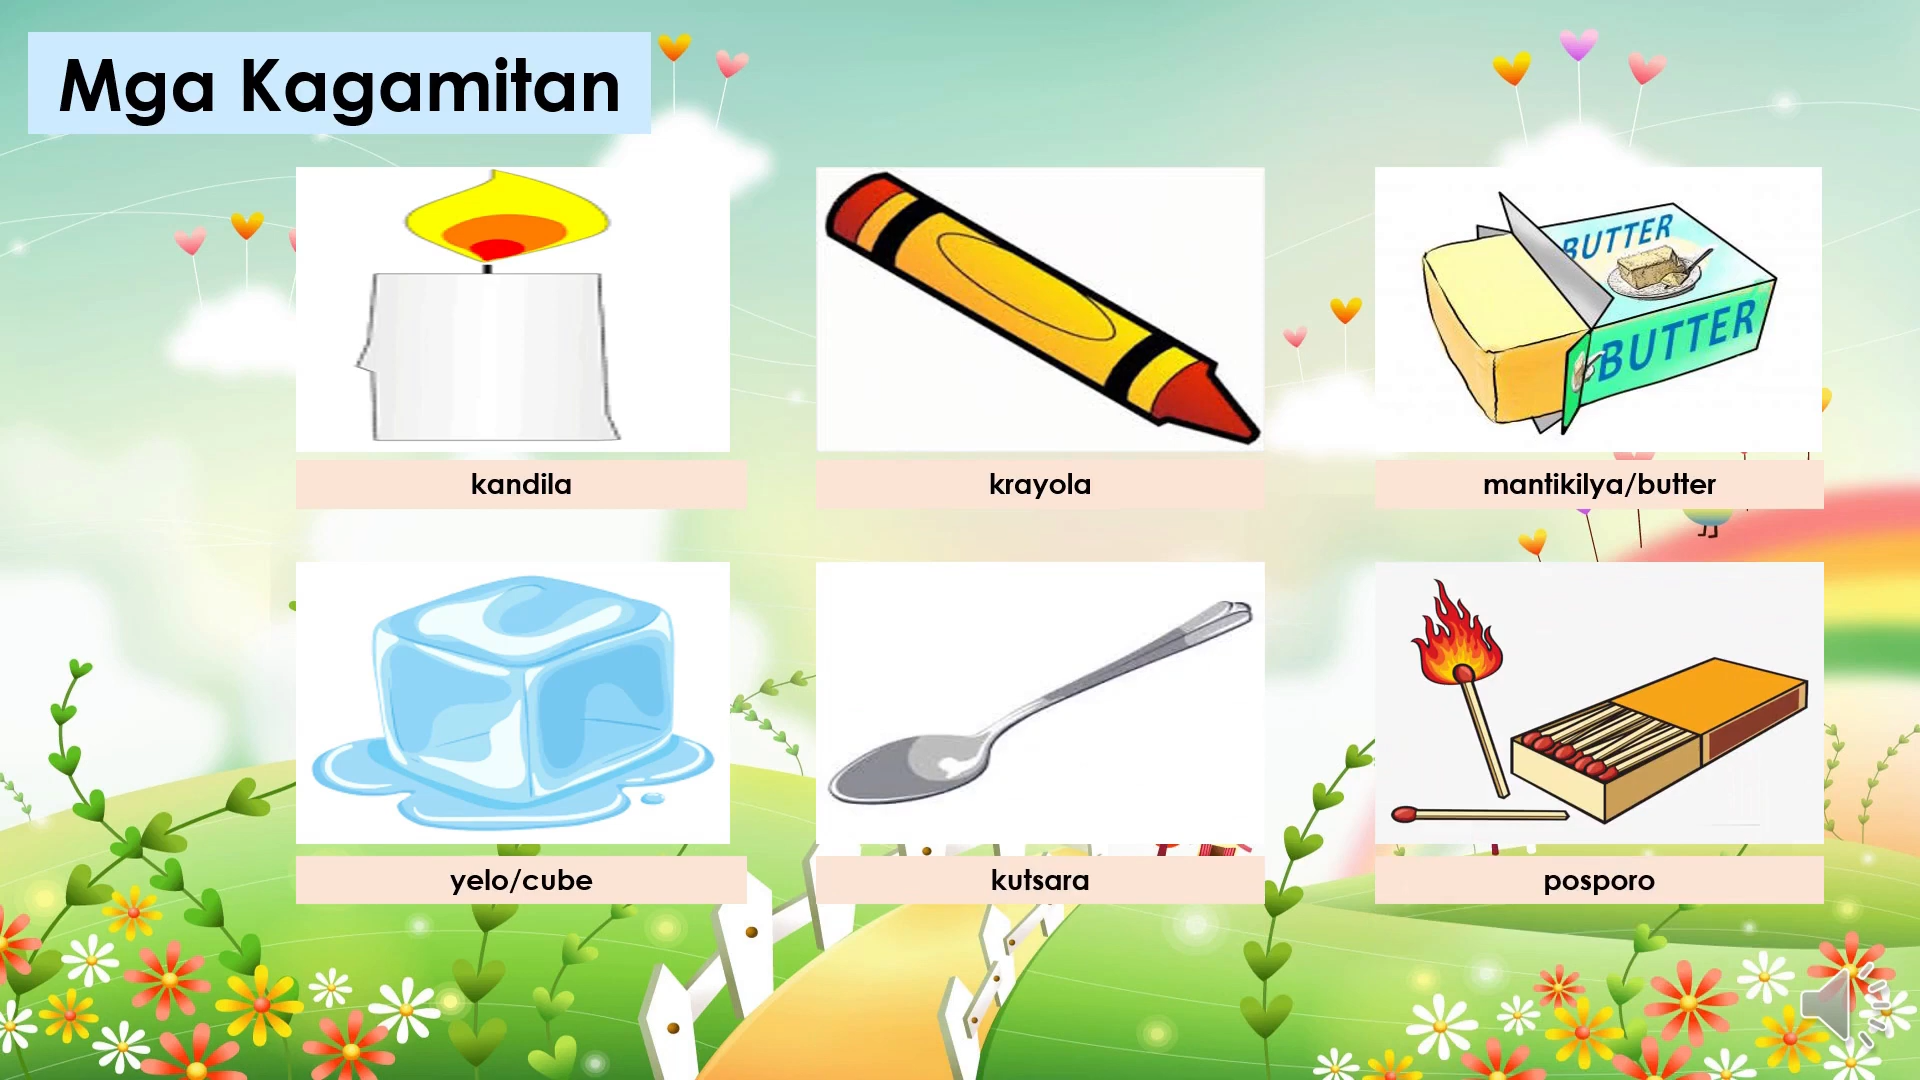 Mga Kagamitan
BUTTER
BUTTER
kandila
krayola
mantikilya/butter
yelo/cube
kutsara
posporo